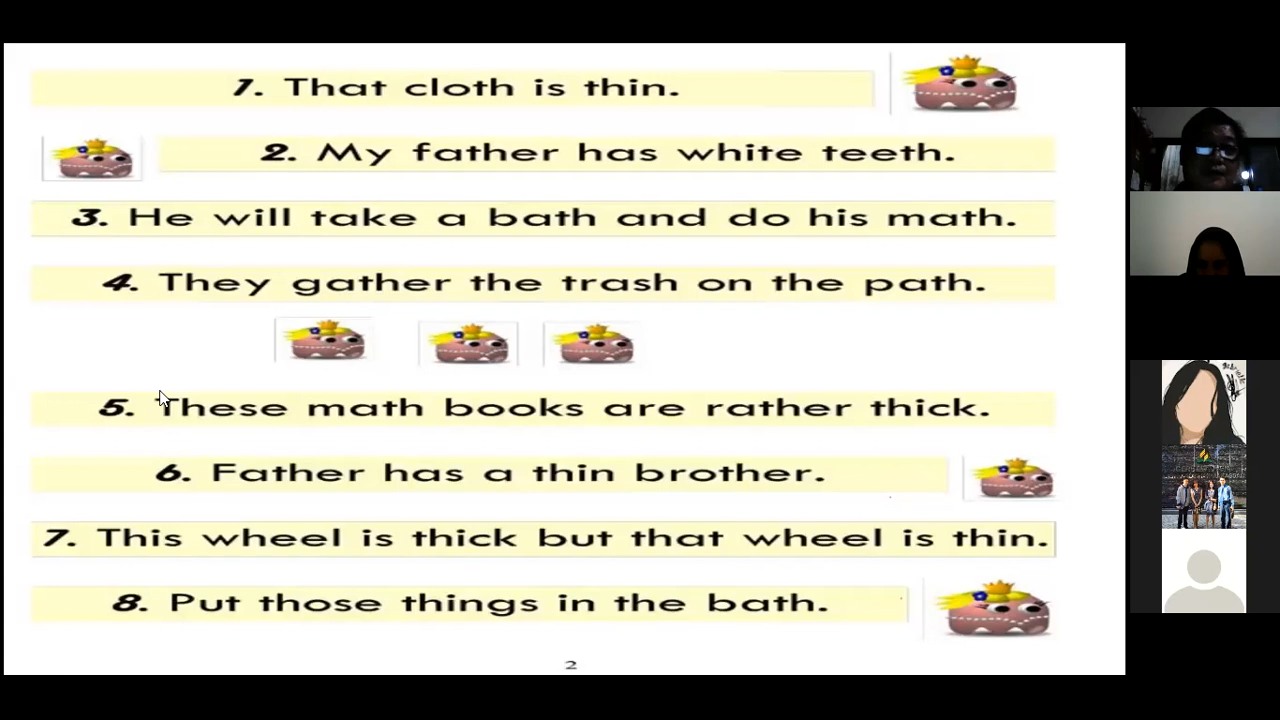 1. That cloth is thin.
2. My father has white teeth.
3. He will take a bath and do his math.
4. They gather the trash on the path.
5. These math books are rather thick.
6. Father has a thin brother.
7. This wheel is thick but that wheel is thin.
8. Put those things in the bath.
2